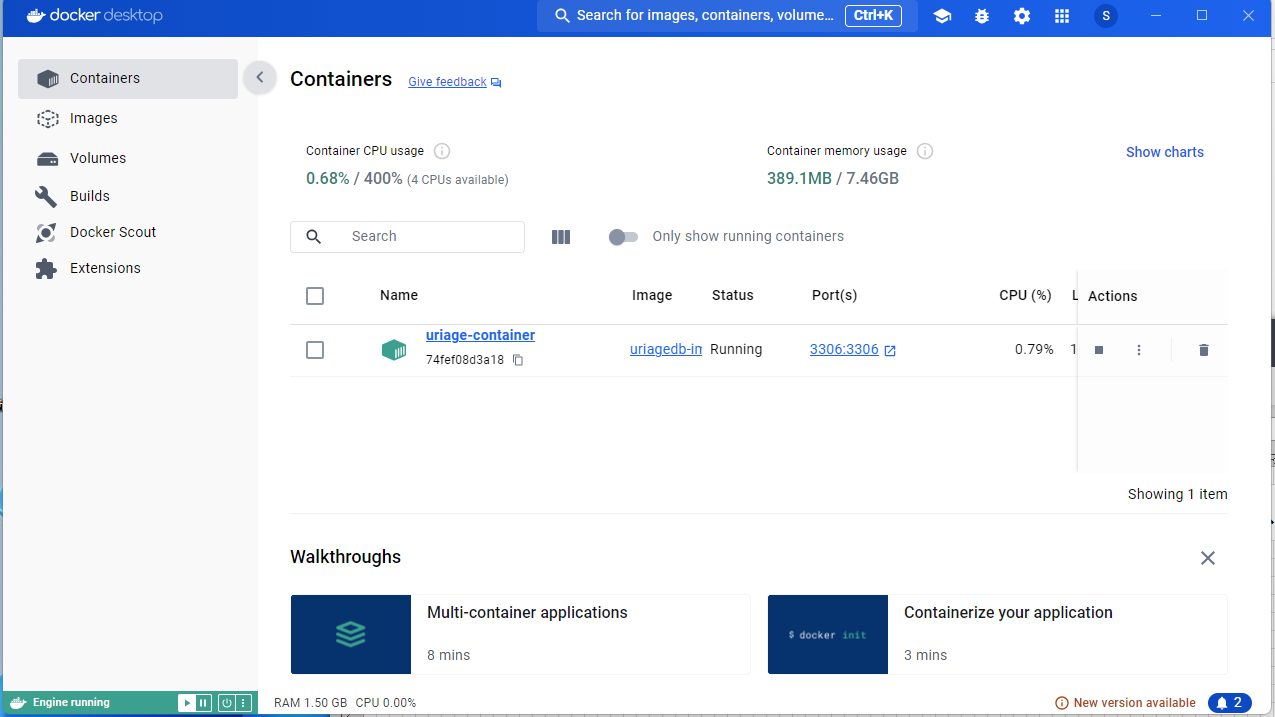 docker desktop
Search for images, containers, volume... Ctrl+K
S
Containers
Images
Volumes
Builds
Docker Scout
Extensions
Containers Give feedback
Container CPU usage
0.68% / 400% (4 CPUs available)
Container memory usage
389.1MB / 7.46GB
Show charts
Search
Only show running containers
Name Image Status Port(s) CPU (%) L Actions
uriage-container
74fef08d3a18
uriagedb-im Running 3306:3306 0.79% 1
Showing 1 item
Walkthroughs
Multi-container applications
8 mins
$ docker init
Containerize your application
3 mins
Engine running
RAM 1.50 GB CPU 0.00%
New version available
2